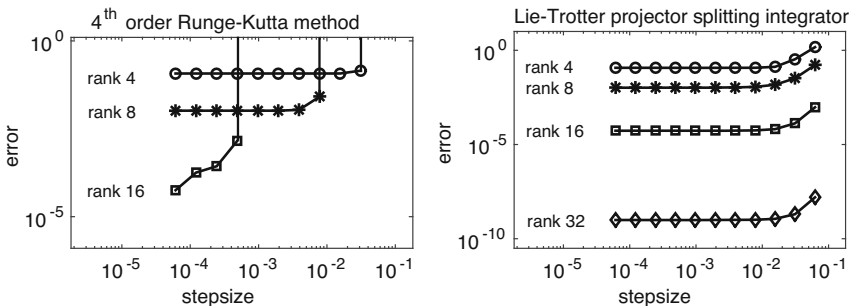 4th order Runge-Kutta method
10^0
rank 4
rank 8
error
rank 16
10^-5
10^-5 10^-4 10^-3 10^-2 10^-1
stepsize
Lie-Trotter projector splitting integrator
10^0
rank 4
rank 8
rank 16
error
10^-5
rank 32
10^-10
10^-5 10^-4 10^-3 10^-2 10^-1
stepsize